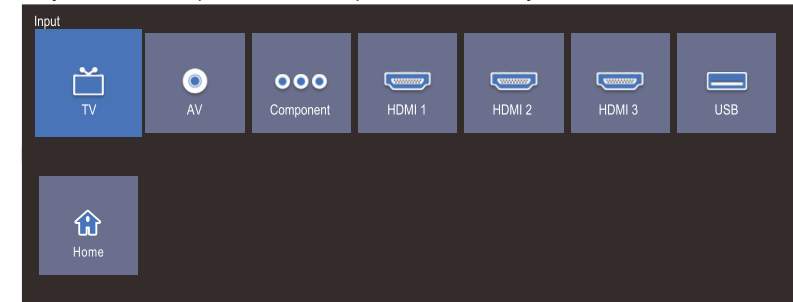 Input
TV
AV
Component
HDMI 1
HDMI 2
HDMI 3
USB
Home